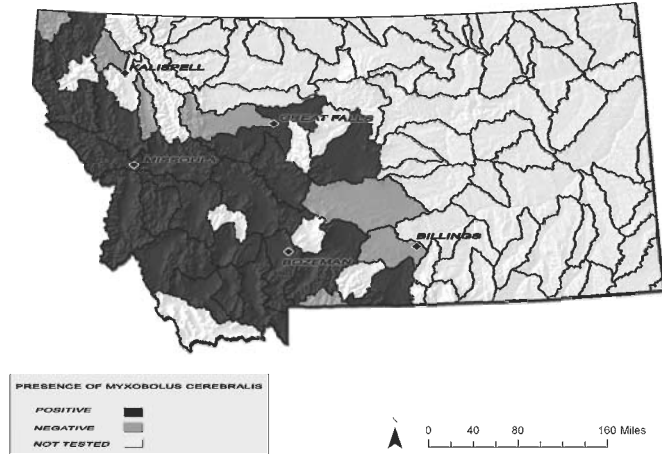 KALISPELL
GREAT FALLS
MISSOULA
BILLINGS
BOZEMAN
PRESENCE OF MYXOBOLUS CEREBRALIS
POSITIVE
NEGATIVE
NOT TESTED
N
0 40 80 160 Miles